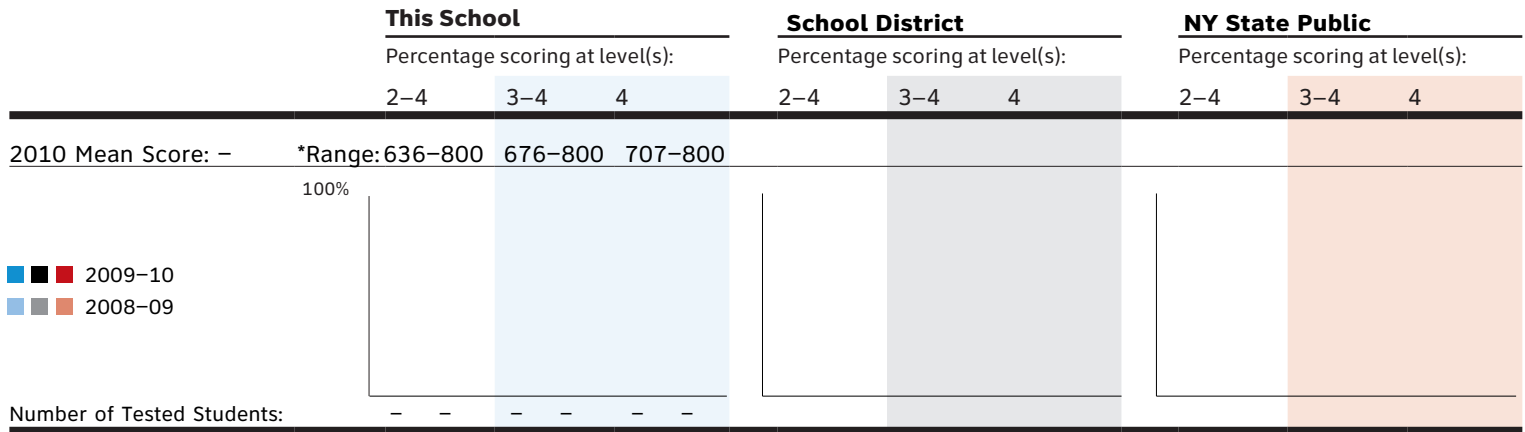 This School School District NY State Public
Percentage scoring at level(s): Percentage scoring at level(s): Percentage scoring at level(s):
2–4 3–4 4 2–4 3–4 4 2–4 3–4 4
2010 Mean Score: – *Range: 636–800 676–800 707–800
100%
2009–10
2008–09
Number of Tested Students: – – – – – –